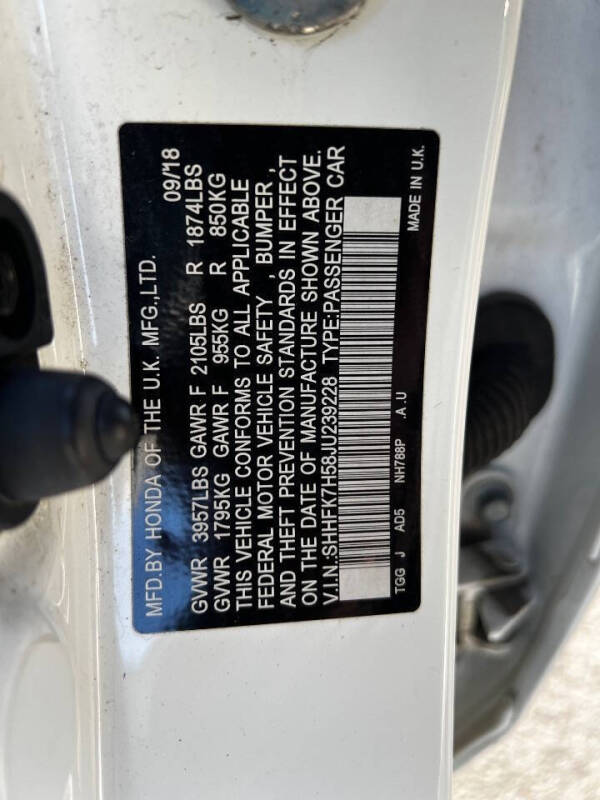 MFD.BY HONDA OF THE U.K. MFG.,LTD. 09/18
GVWR 3957LBS GAWR F 2105LBS R 1874LBS
GVWR 1795KG GAWR F 955KG R 850KG
THIS VEHICLE CONFORMS TO ALL APPLICABLE
FEDERAL MOTOR VEHICLE SAFETY , BUMPER ,
AND THEFT PREVENTION STANDARDS IN EFFECT
ON THE DATE OF MANUFACTURE SHOWN ABOVE.
V.I.N.:SHHFK7H58JU239228 TYPE:PASSENGER CAR
TGG J AD5 NH788P .A.U MADE IN U.K.